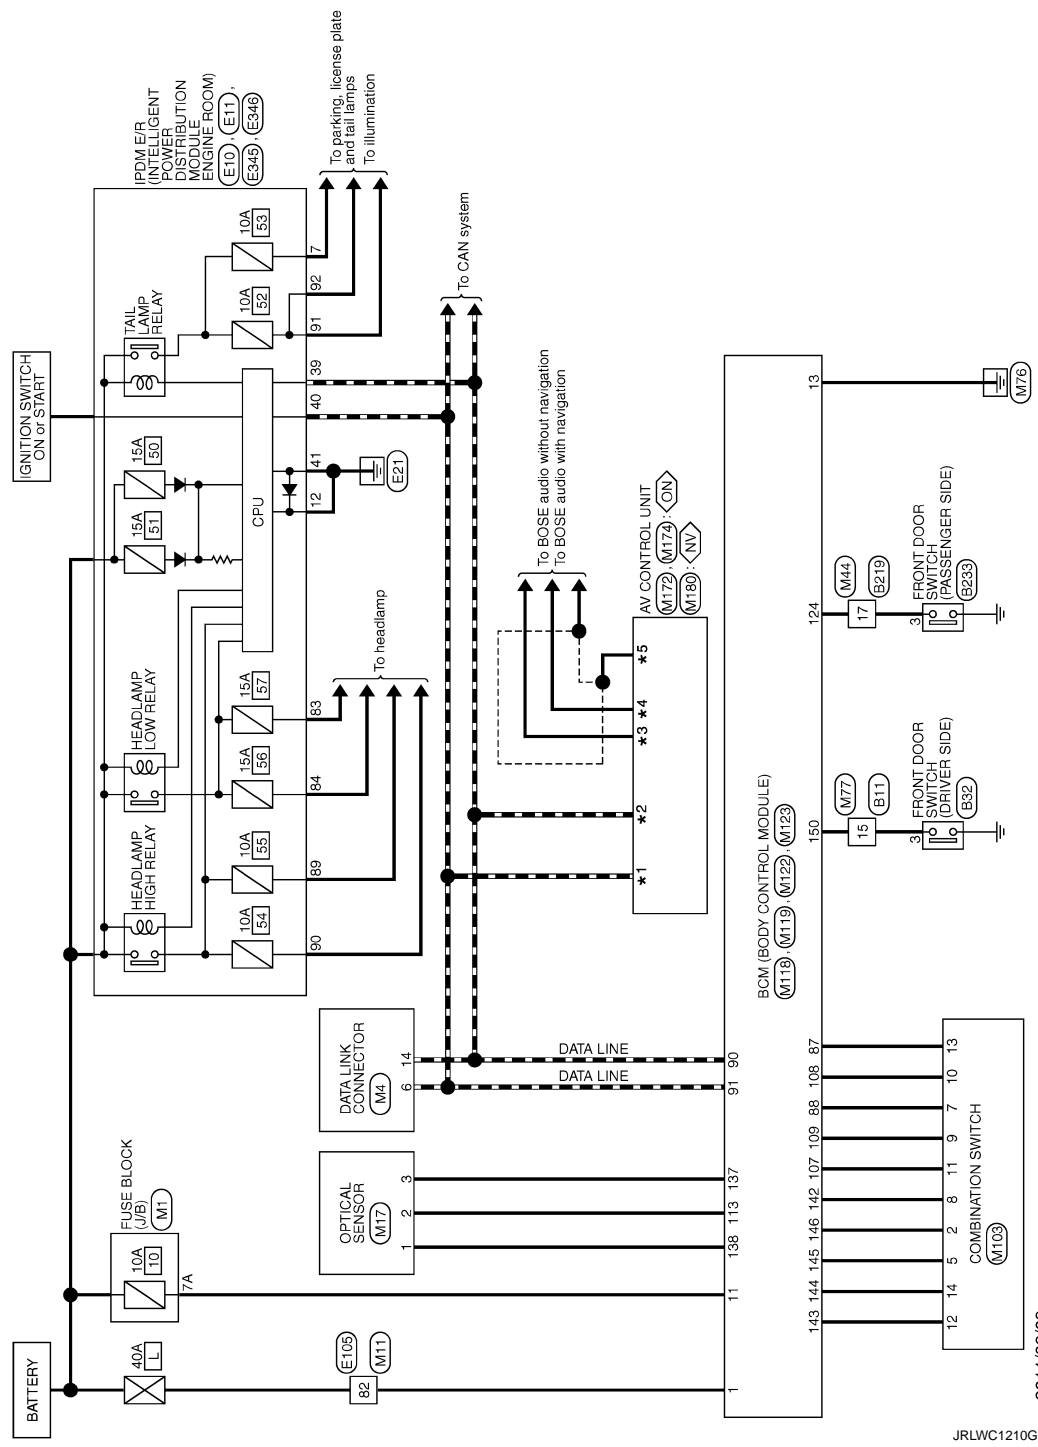 BATTERY
40A
L
E105
82
M11
1
FUSE BLOCK
(J/B)
M1
10A
10
7A
11
OPTICAL
SENSOR
M17
1
2
3
138
113
137
DATA LINK
CONNECTOR
M4
6
14
DATA LINE
DATA LINE
91
90
IGNITION SWITCH
ON or START
IPDM E/R
(INTELLIGENT
POWER
DISTRIBUTION
MODULE
ENGINE ROOM)
E10 , E11 ,
E345 , E346
HEADLAMP
HIGH RELAY
HEADLAMP
LOW RELAY
15A
51
15A
50
TAIL
LAMP
RELAY
CPU
10A
54
10A
55
15A
56
15A
57
10A
52
10A
53
90
89
84
83
12
41
40
39
91
92
7
To headlamp
E21
To parking, license plate
and tail lamps
To illumination
To CAN system
To BOSE audio without navigation
To BOSE audio with navigation
AV CONTROL UNIT
M172 , M174 : ON
M180 : NV
*1
*2
*3
*4
*5
BCM (BODY CONTROL MODULE)
M118 , M119 , M122 , M123
143
144
145
146
142
107
109
88
108
87
150
124
13
12
14
5
2
8
11
9
7
10
13
COMBINATION SWITCH
M103
M77
15
B11
3
FRONT DOOR
SWITCH
(DRIVER SIDE)
B32
M44
17
B219
3
FRONT DOOR
SWITCH
(PASSENGER SIDE)
B233
M76
JRLWC1210G